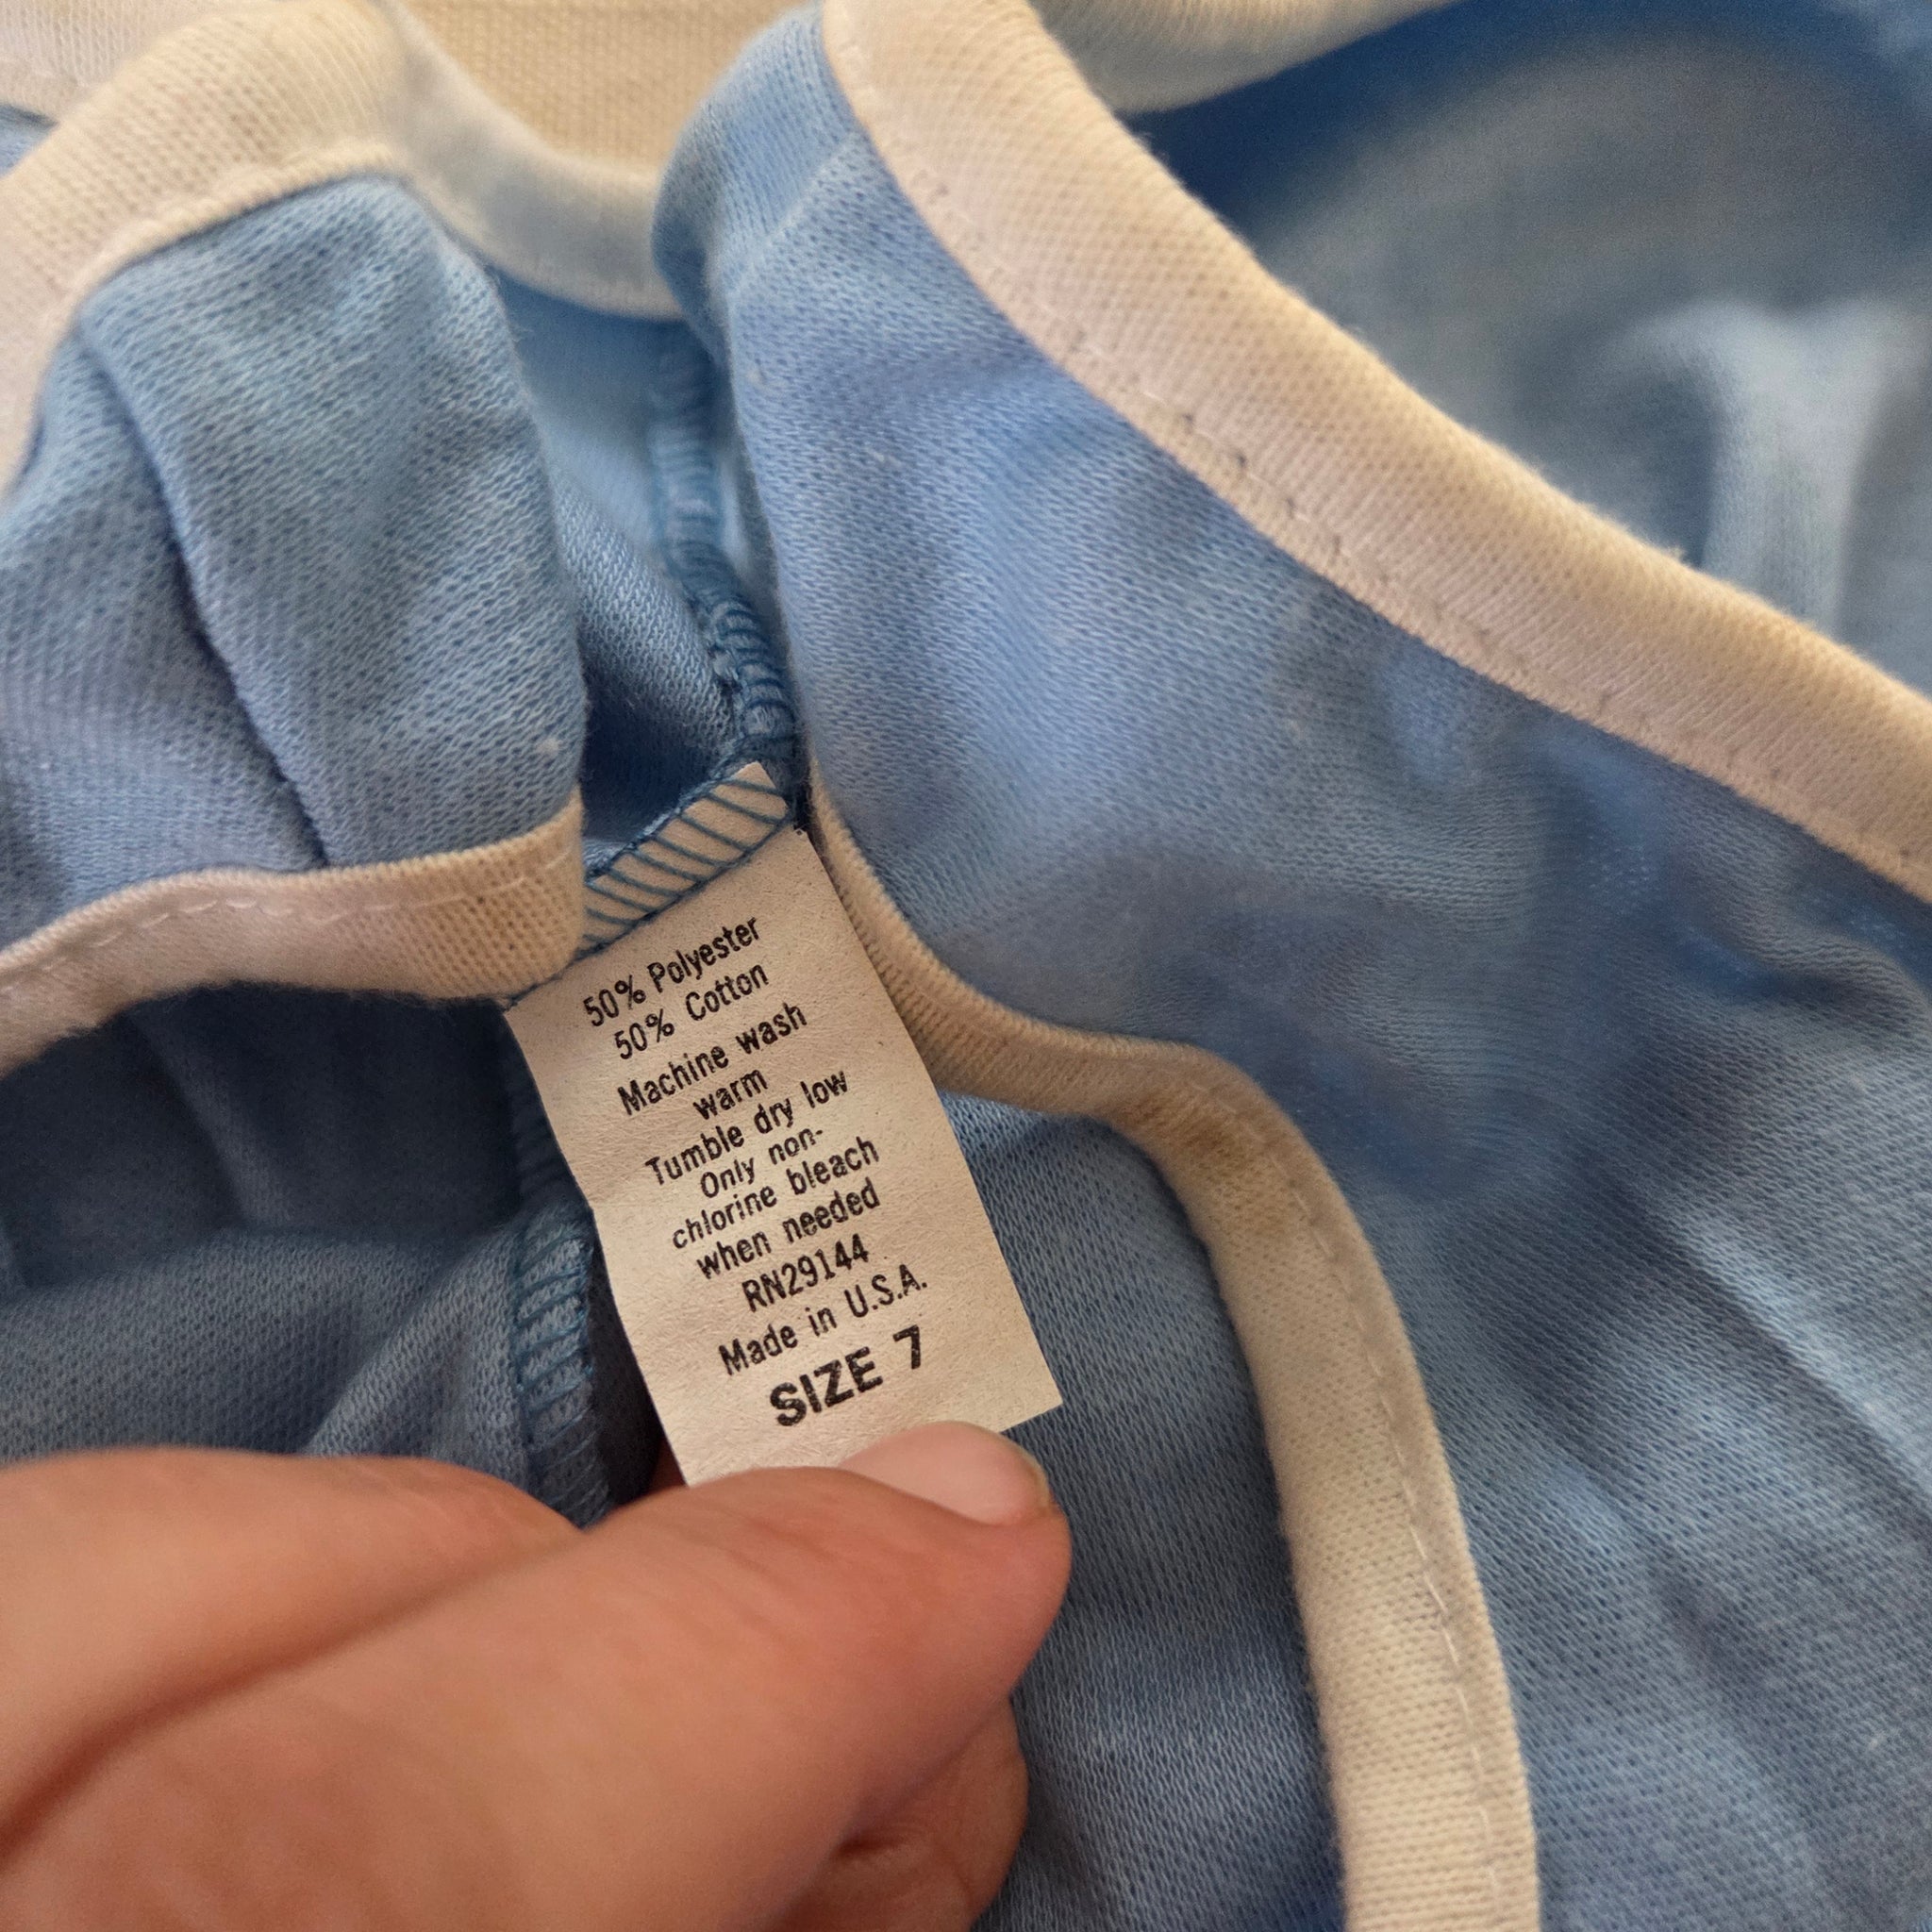 50% Polyester
50% Cotton
Machine wash
warm
Tumble dry low
Only non-
chlorine bleach
when needed
RN29144
Made in U.S.A.
SIZE 7